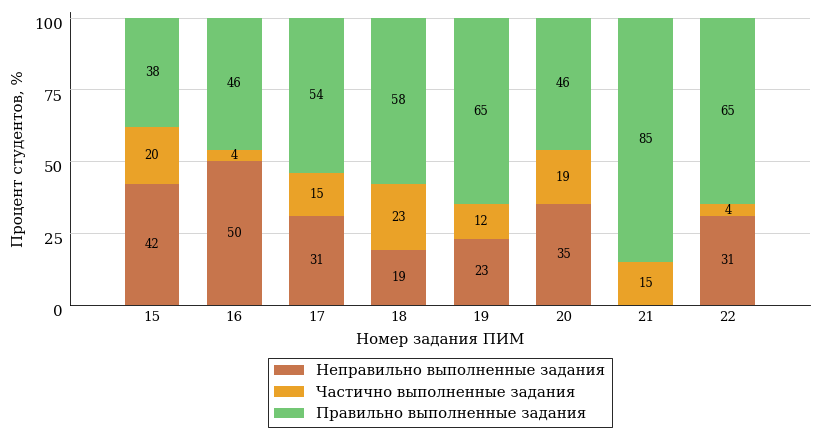 Процент студентов, %
100
75
50
25
0
38 46 54 58 65 46 85 65
20 4 15 23 12 19 15 4
42 50 31 19 23 35 31
15 16 17 18 19 20 21 22
Номер задания ПИМ
Неправильно выполненные задания
Частично выполненные задания
Правильно выполненные задания